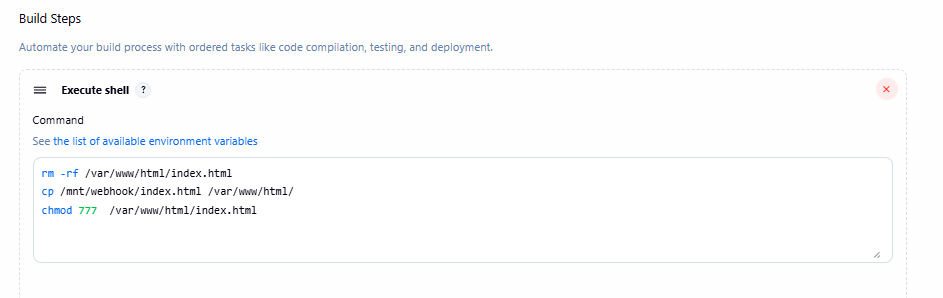 Build Steps
Automate your build process with ordered tasks like code compilation, testing, and deployment.
Execute shell ?
Command
See the list of available environment variables
rm -rf /var/www/html/index.html
cp /mnt/webhook/index.html /var/www/html/
chmod 777  /var/www/html/index.html